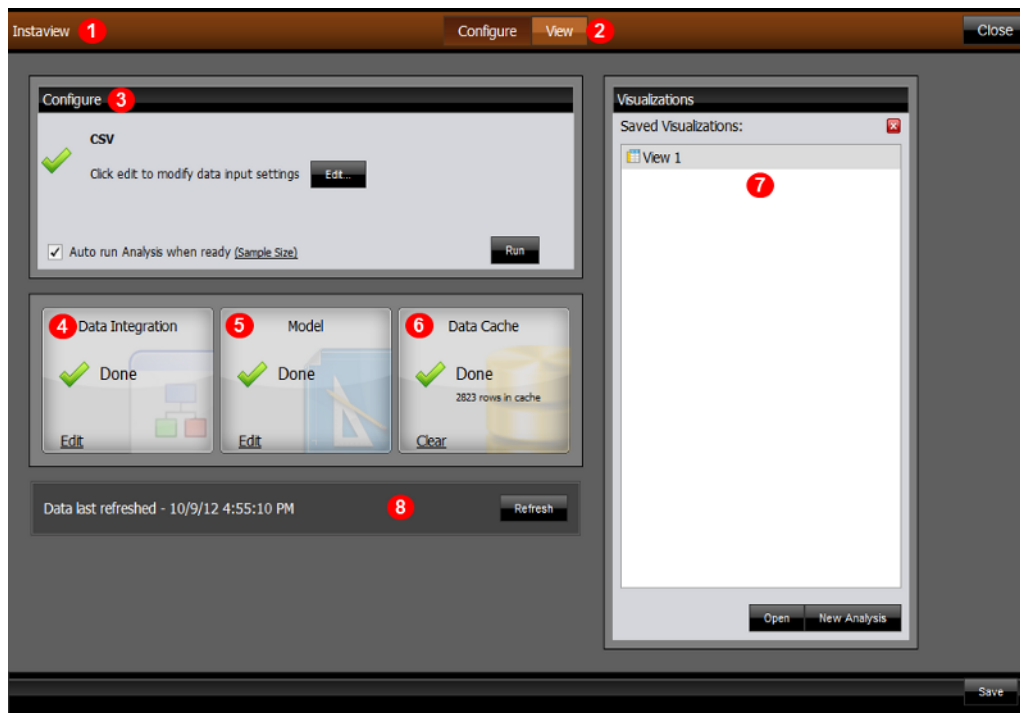 Instaview 1 Configure View 2 Close
Configure 3
CSV
Click edit to modify data input settings Edit...
Auto run Analysis when ready (Sample Size) Run
4 Data Integration
Done
Edit
5 Model
Done
Edit
6 Data Cache
Done
2823 rows in cache
Clear
Data last refreshed - 10/9/12 4:55:10 PM 8 Refresh
Visualizations
Saved Visualizations:
View 1
7
Open New Analysis
Save